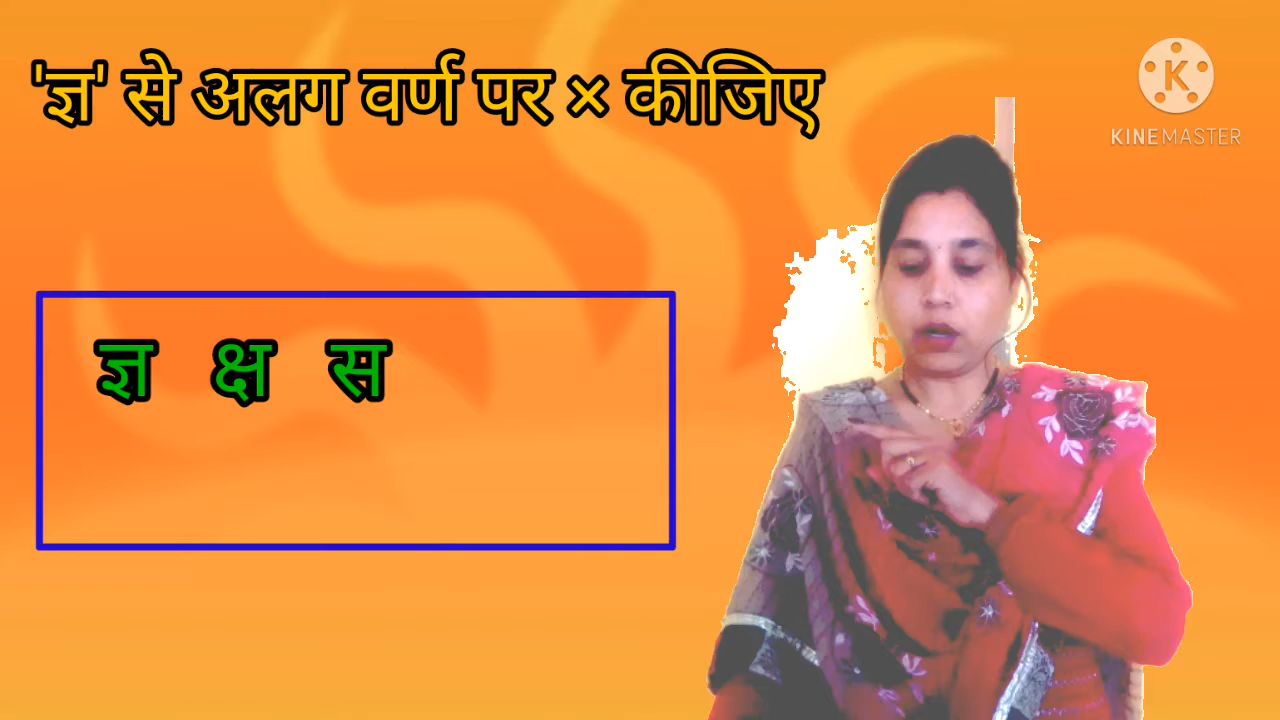 'ज्ञ' से अलग वर्ण पर × कीजिए
KINEMASTER
ज्ञ क्ष स